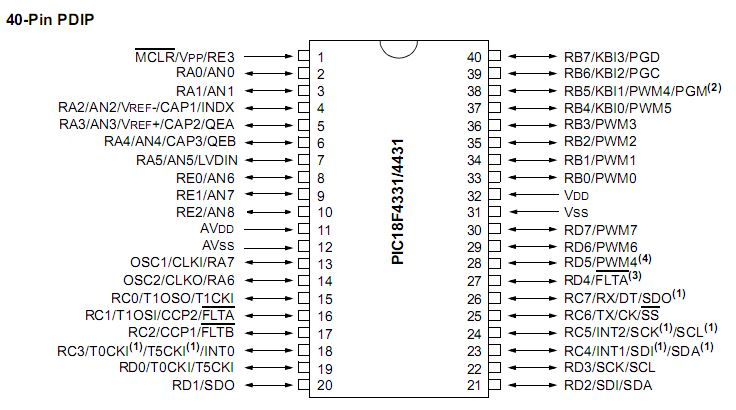 40-Pin PDIP
MCLR/VPP/RE3 1 40 RB7/KBI3/PGD
RA0/AN0 2 39 RB6/KBI2/PGC
RA1/AN1 3 38 RB5/KBI1/PWM4/PGM(2)
RA2/AN2/VREF-/CAP1/INDX 4 37 RB4/KBI0/PWM5
RA3/AN3/VREF+/CAP2/QEA 5 36 RB3/PWM3
RA4/AN4/CAP3/QEB 6 35 RB2/PWM2
RA5/AN5/LVDIN 7 34 RB1/PWM1
RE0/AN6 8 33 RB0/PWM0
RE1/AN7 9 32 VDD
RE2/AN8 10 31 VSS
AVDD 11 30 RD7/PWM7
AVSS 12 29 RD6/PWM6
OSC1/CLKI/RA7 13 28 RD5/PWM4(4)
OSC2/CLKO/RA6 14 27 RD4/FLTA(3)
RC0/T1OSO/T1CKI 15 26 RC7/RX/DT/SDO(1)
RC1/T1OSI/CCP2/FLTA 16 25 RC6/TX/CK/SS
RC2/CCP1/FLTB 17 24 RC5/INT2/SCK(1)/SCL(1)
RC3/T0CKI(1)/T5CKI(1)/INT0 18 23 RC4/INT1/SDI(1)/SDA(1)
RD0/T0CKI/T5CKI 19 22 RD3/SCK/SCL
RD1/SDO 20 21 RD2/SDI/SDA
PIC18F4331/4431